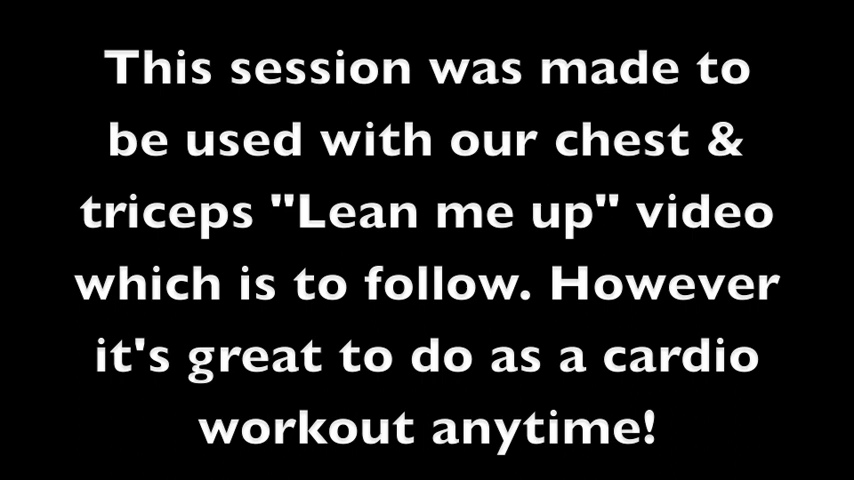 This session was made to
be used with our chest &
triceps "Lean me up" video
which is to follow. However
it's great to do as a cardio
workout anytime!